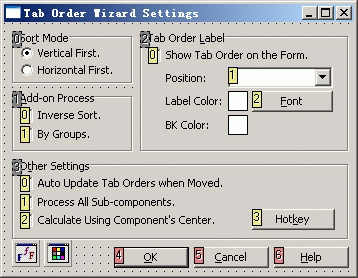 Tab Order Wizard Settings
0 Sort Mode
Vertical First.
Horizontal First.
2 Tab Order Label
0 Show Tab Order on the Form.
Position: 1
Label Color: 2 Font
BK Color:
1 Add-on Process
0 Inverse Sort.
1 By Groups.
3 Other Settings
0 Auto Update Tab Orders when Moved.
1 Process All Sub-components.
2 Calculate Using Component's Center.
3 Hotkey
4 OK 5 Cancel 6 Help